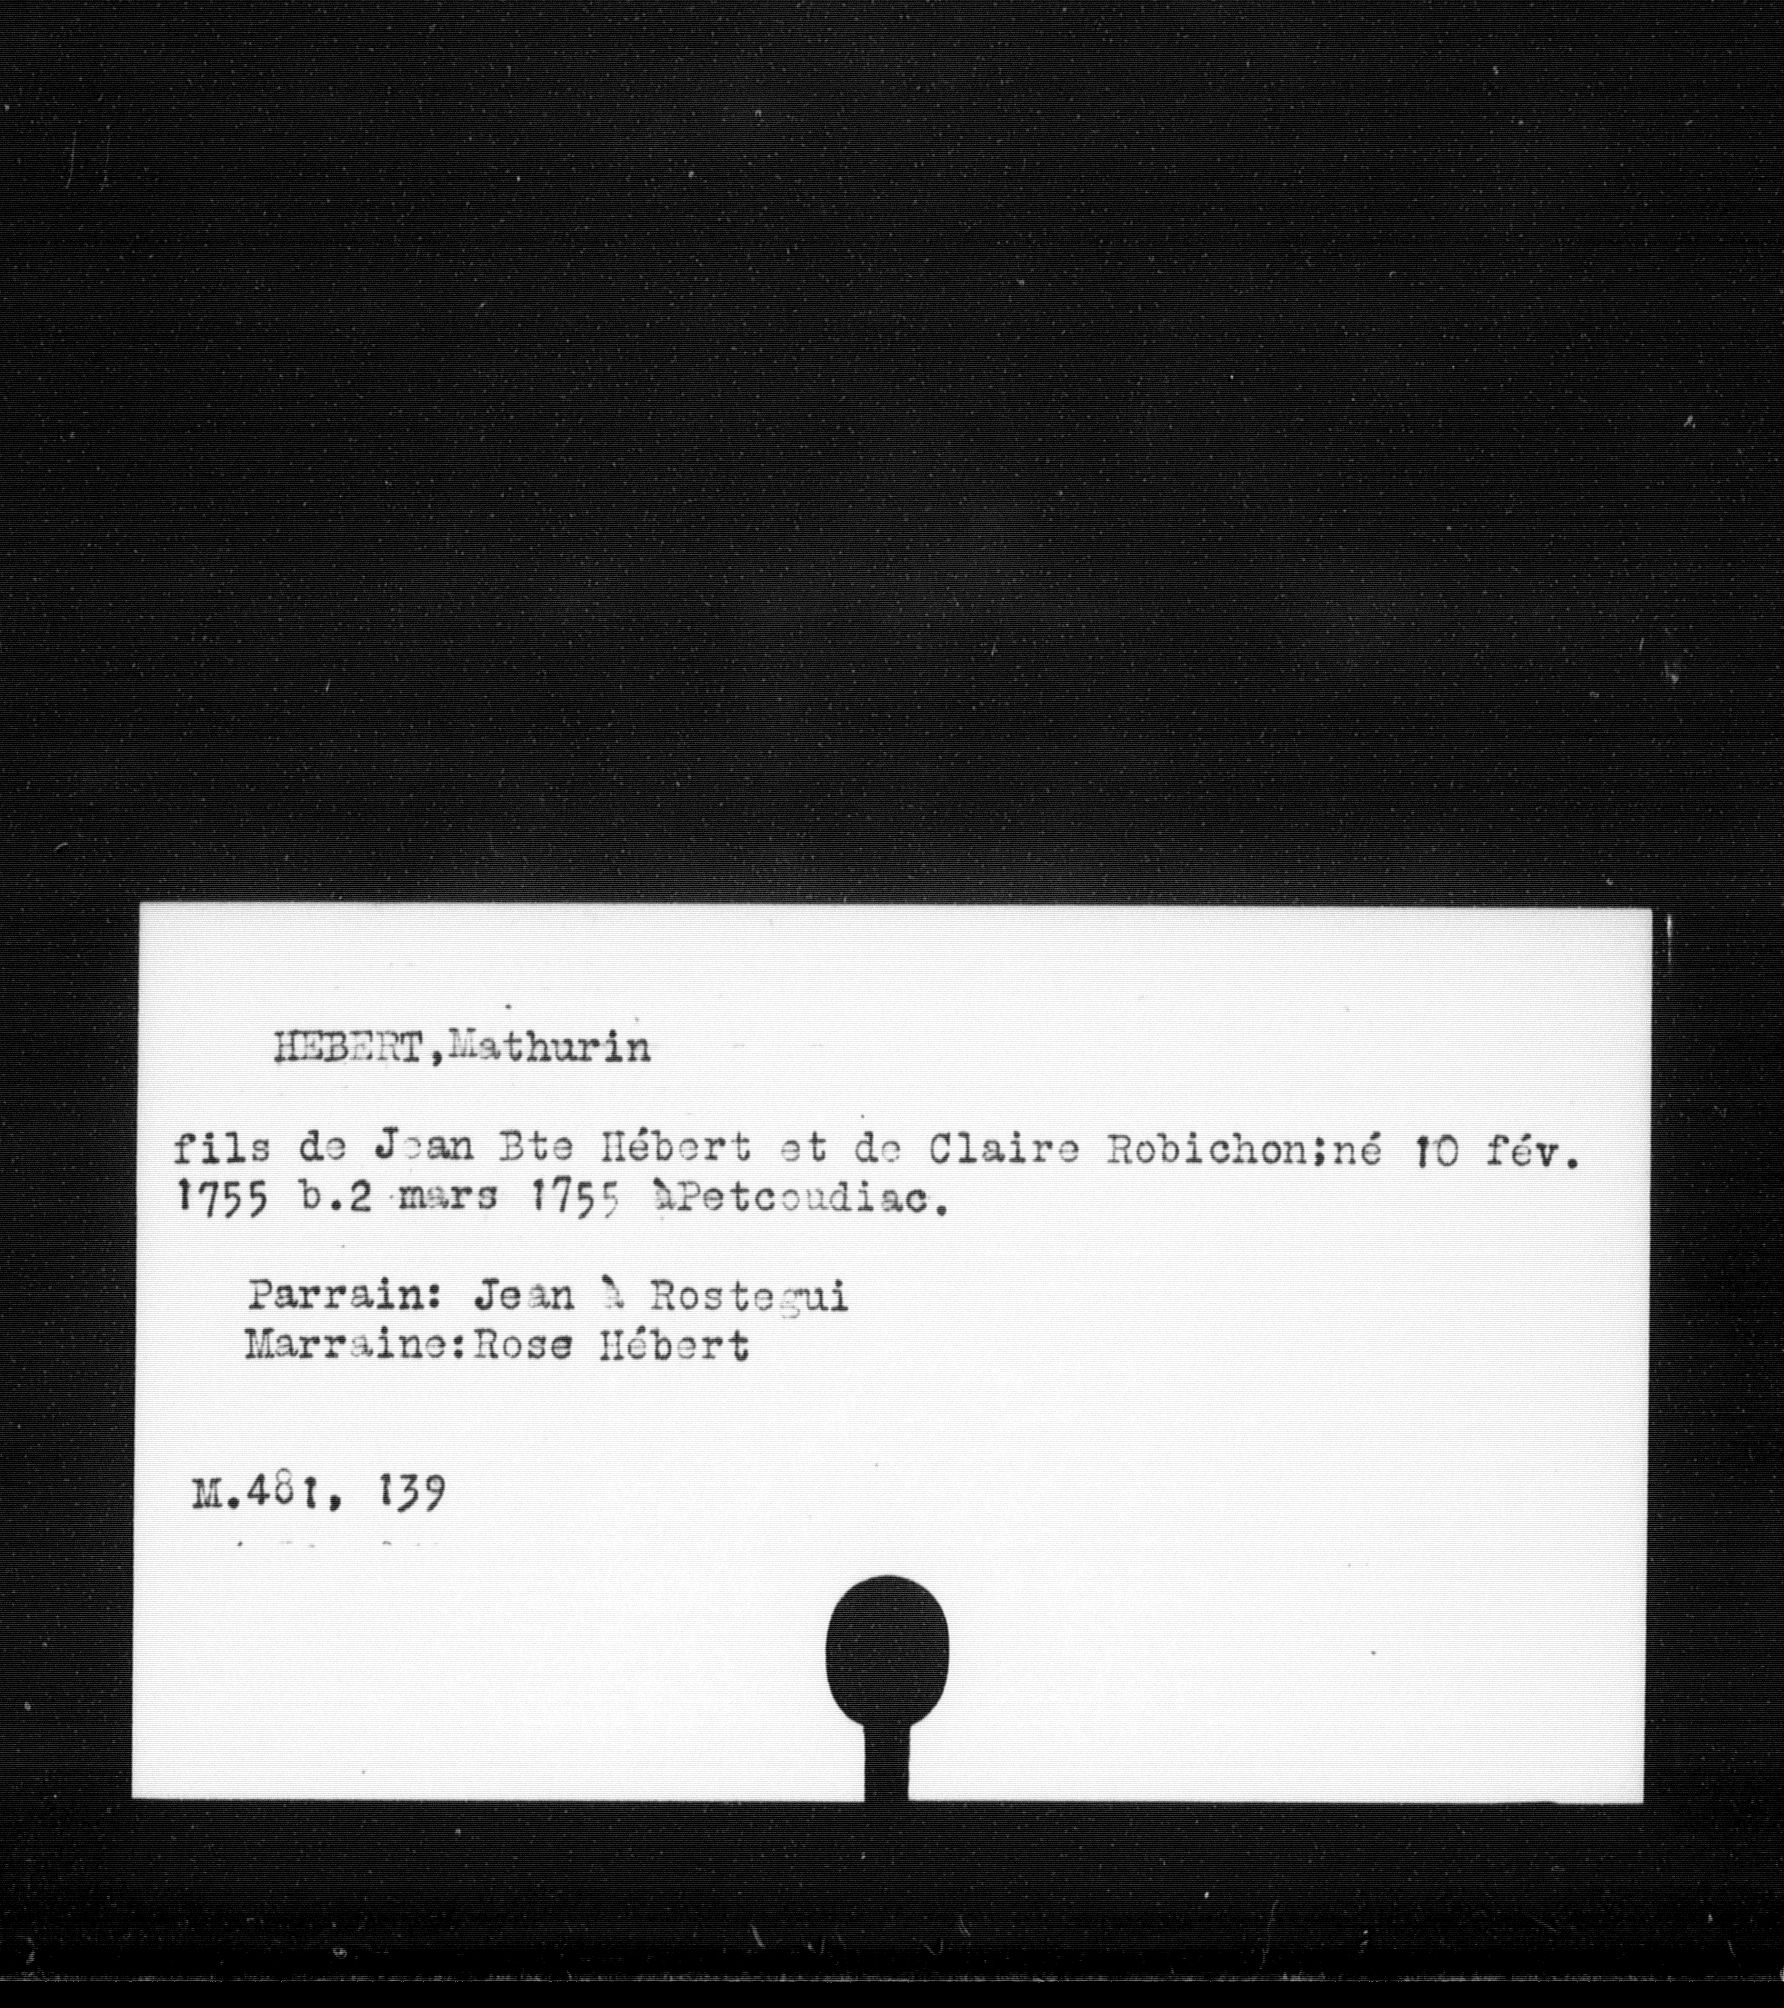 HEBERT,Mathurin
fils de Jean Bte Hébert et de Claire Robichon;né 10 fév.
1755 b.2 mars 1755 àPetcoudiac.
Parrain: Jean à Rostegui
Marraine:Rose Hébert
M.481, 139